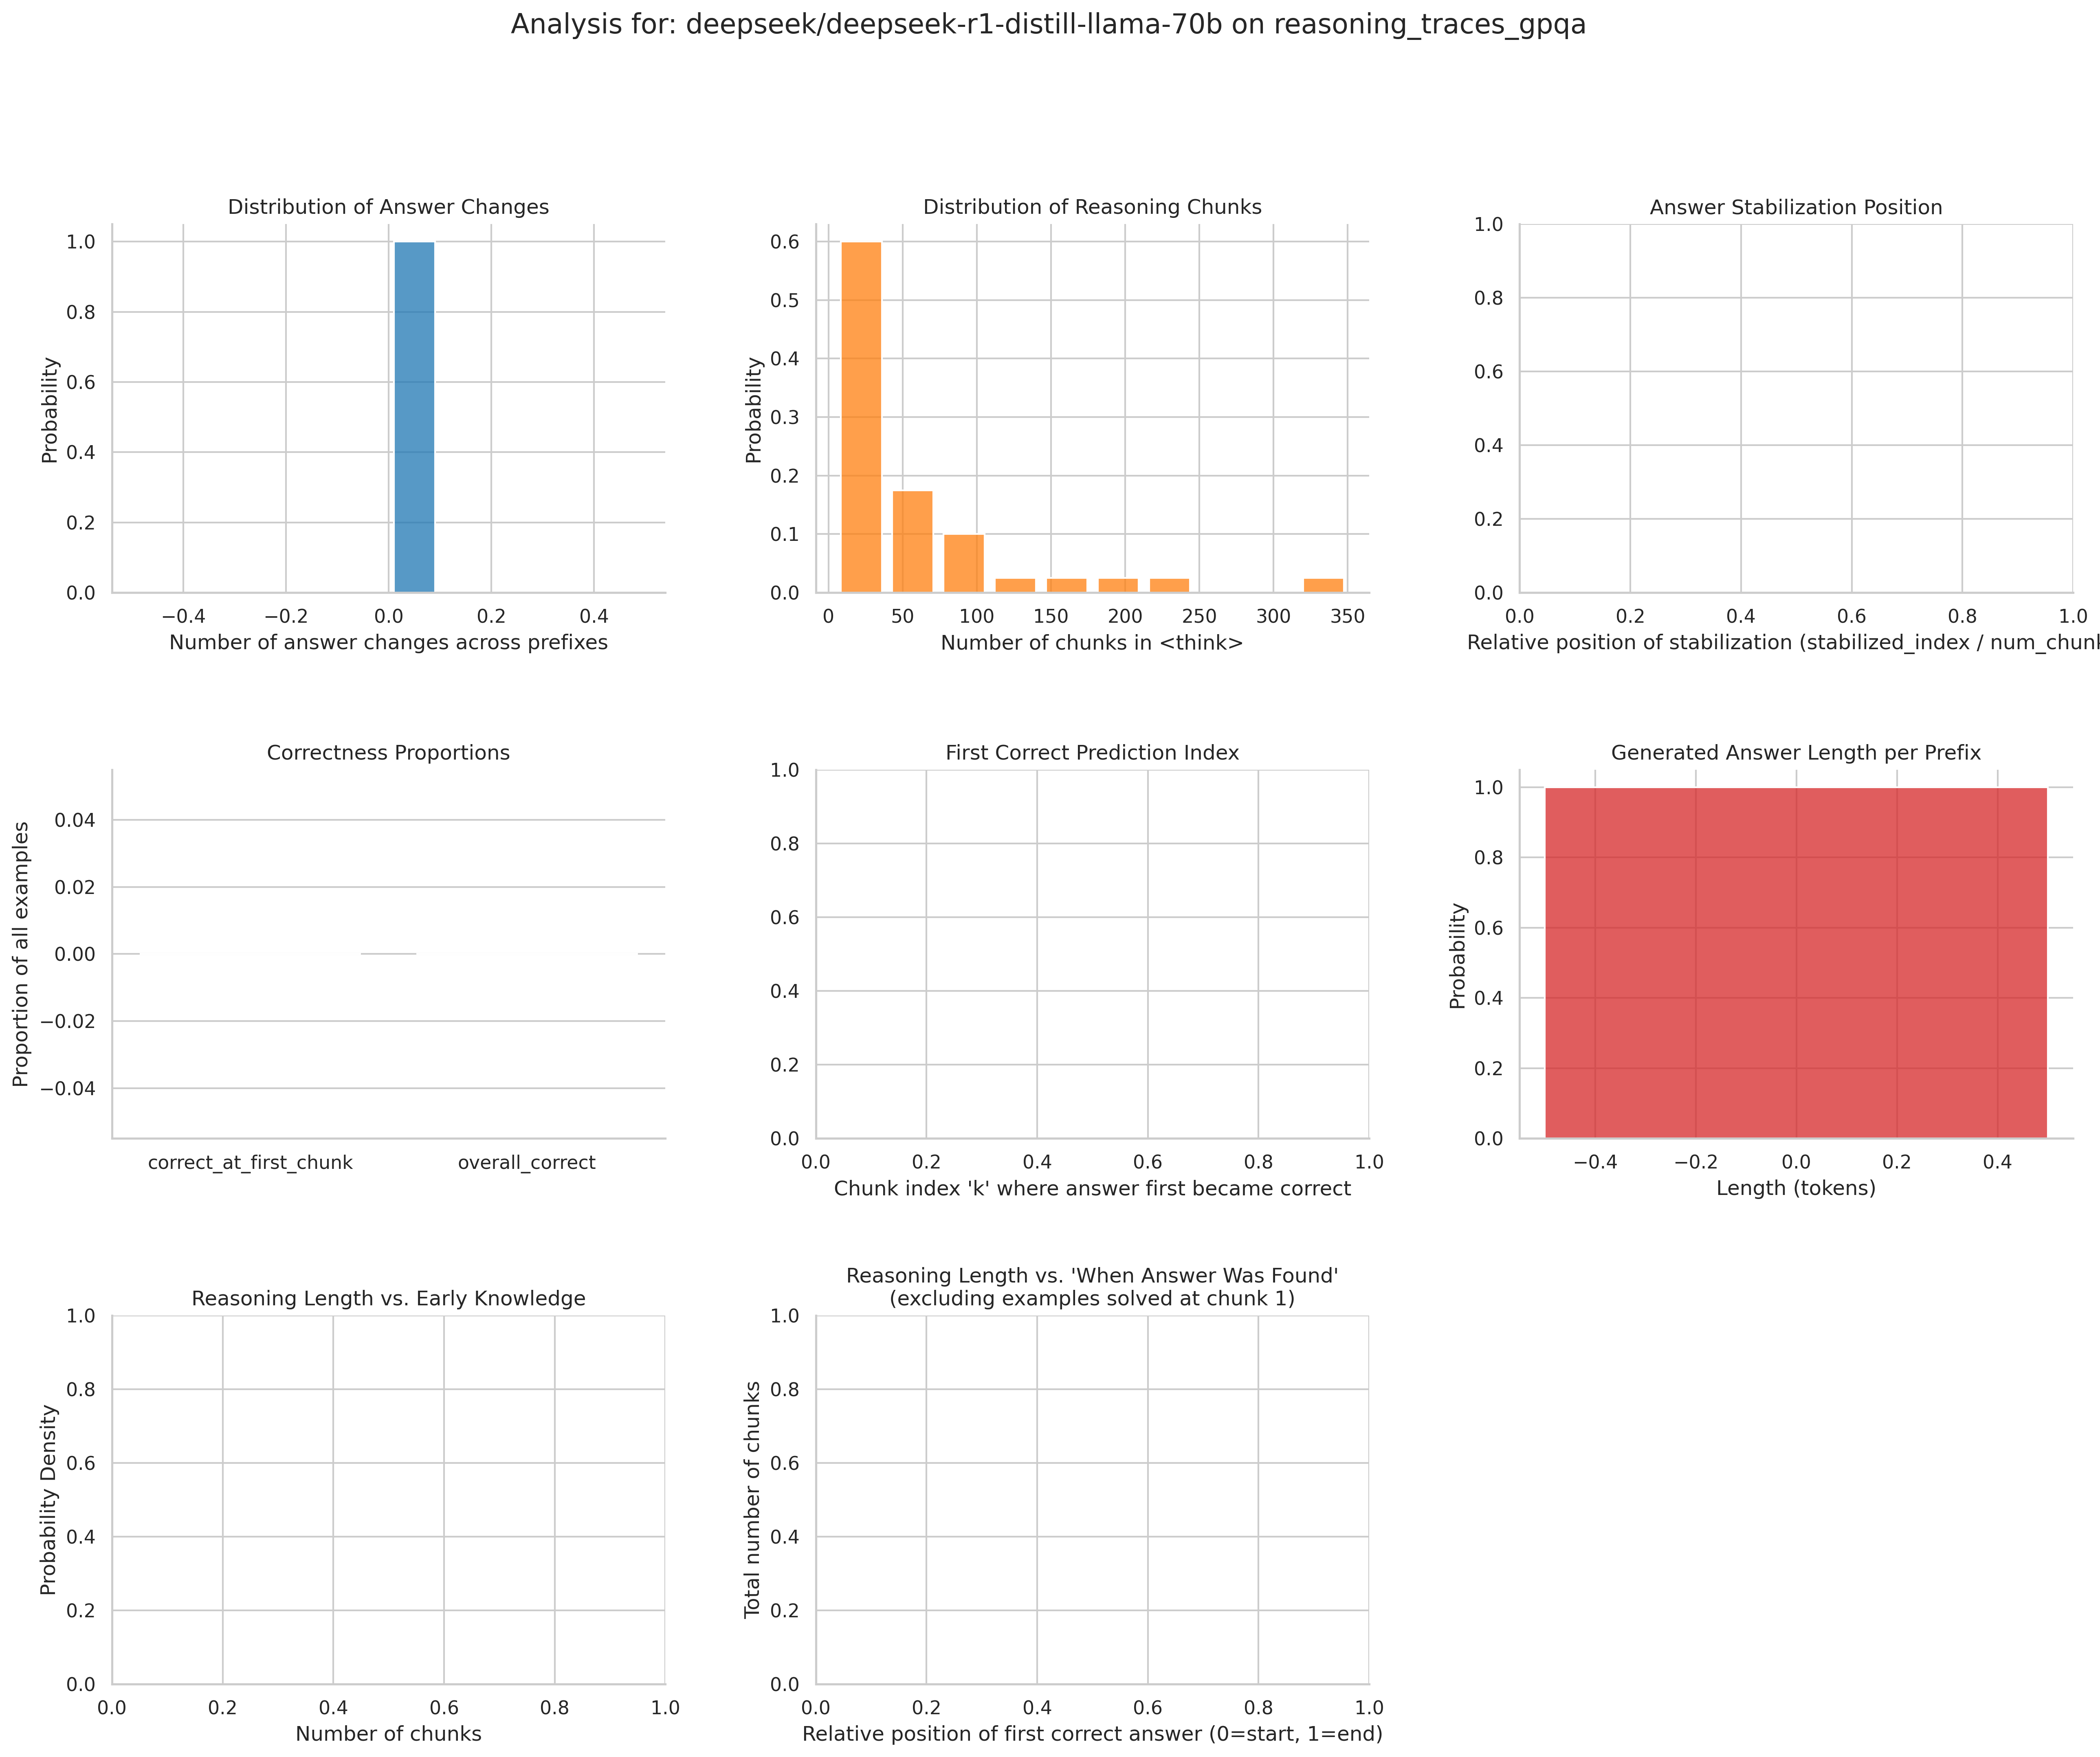 Analysis for: deepseek/deepseek-r1-distill-llama-70b on reasoning_traces_gpqa
Distribution of Answer Changes
Probability
1.0
0.8
0.6
0.4
0.2
0.0
−0.4 −0.2 0.0 0.2 0.4
Number of answer changes across prefixes
Distribution of Reasoning Chunks
Probability
0.6
0.5
0.4
0.3
0.2
0.1
0.0
0 50 100 150 200 250 300 350
Number of chunks in <think>
Answer Stabilization Position
1.0
0.8
0.6
0.4
0.2
0.0
0.0 0.2 0.4 0.6 0.8 1.0
Relative position of stabilization (stabilized_index / num_chunk
Correctness Proportions
Proportion of all examples
0.04
0.02
0.00
−0.02
−0.04
correct_at_first_chunk overall_correct
First Correct Prediction Index
1.0
0.8
0.6
0.4
0.2
0.0
0.0 0.2 0.4 0.6 0.8 1.0
Chunk index 'k' where answer first became correct
Generated Answer Length per Prefix
Probability
1.0
0.8
0.6
0.4
0.2
0.0
−0.4 −0.2 0.0 0.2 0.4
Length (tokens)
Reasoning Length vs. Early Knowledge
Probability Density
1.0
0.8
0.6
0.4
0.2
0.0
0.0 0.2 0.4 0.6 0.8 1.0
Number of chunks
Reasoning Length vs. 'When Answer Was Found'
(excluding examples solved at chunk 1)
Total number of chunks
1.0
0.8
0.6
0.4
0.2
0.0
0.0 0.2 0.4 0.6 0.8 1.0
Relative position of first correct answer (0=start, 1=end)